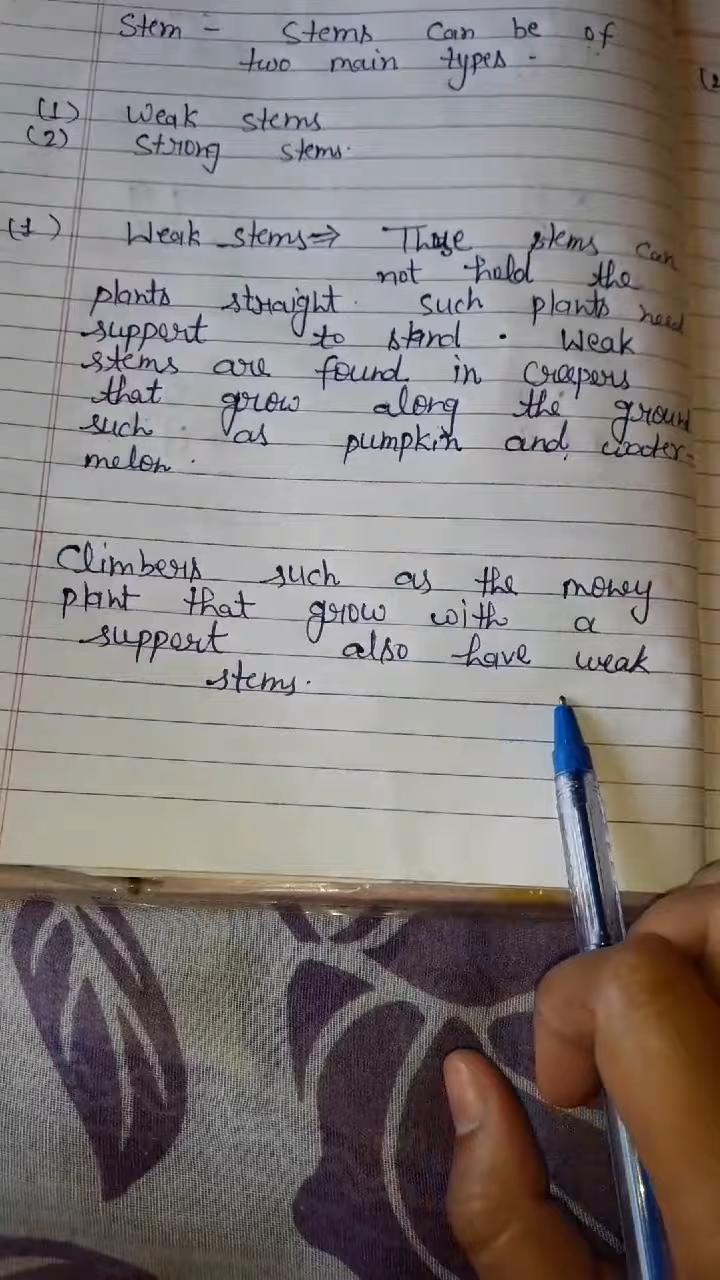 Stem - Stems can be of
two main types -
(1) Weak stems
(2) Strong stems.
(1) Weak stems ⇒ These stems can
not hold the
plants straight. such plants need
support to stand. Weak
stems are found in creepers
that grow along the ground
such as pumpkin and water-
melon.
Climbers such as the money
plant that grow with a
support also have weak
stems.